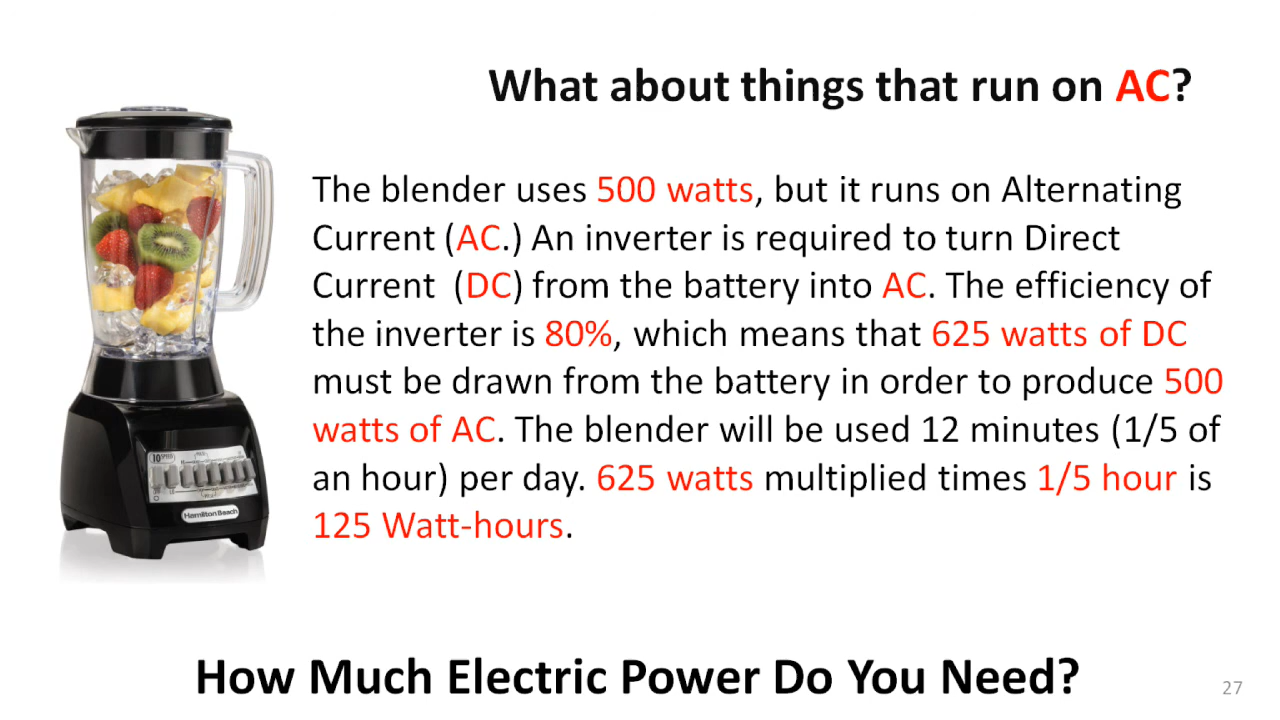 What about things that run on AC?
The blender uses 500 watts, but it runs on Alternating
Current (AC.) An inverter is required to turn Direct
Current  (DC) from the battery into AC. The efficiency of
the inverter is 80%, which means that 625 watts of DC
must be drawn from the battery in order to produce 500
watts of AC. The blender will be used 12 minutes (1/5 of
an hour) per day. 625 watts multiplied times 1/5 hour is
125 Watt-hours.
10 SPEED
Hamilton Beach
How Much Electric Power Do You Need?
27